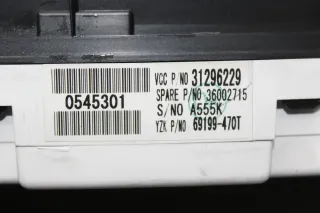 VCC P/NO 31296229
0545301
SPARE P/NO 36002715
S/NO A555K
YZK P/NO 69199-470T